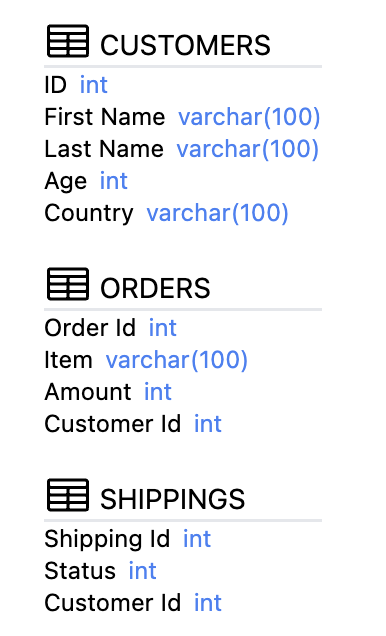 CUSTOMERS
ID int
First Name varchar(100)
Last Name varchar(100)
Age int
Country varchar(100)
ORDERS
Order Id int
Item varchar(100)
Amount int
Customer Id int
SHIPPINGS
Shipping Id int
Status int
Customer Id int